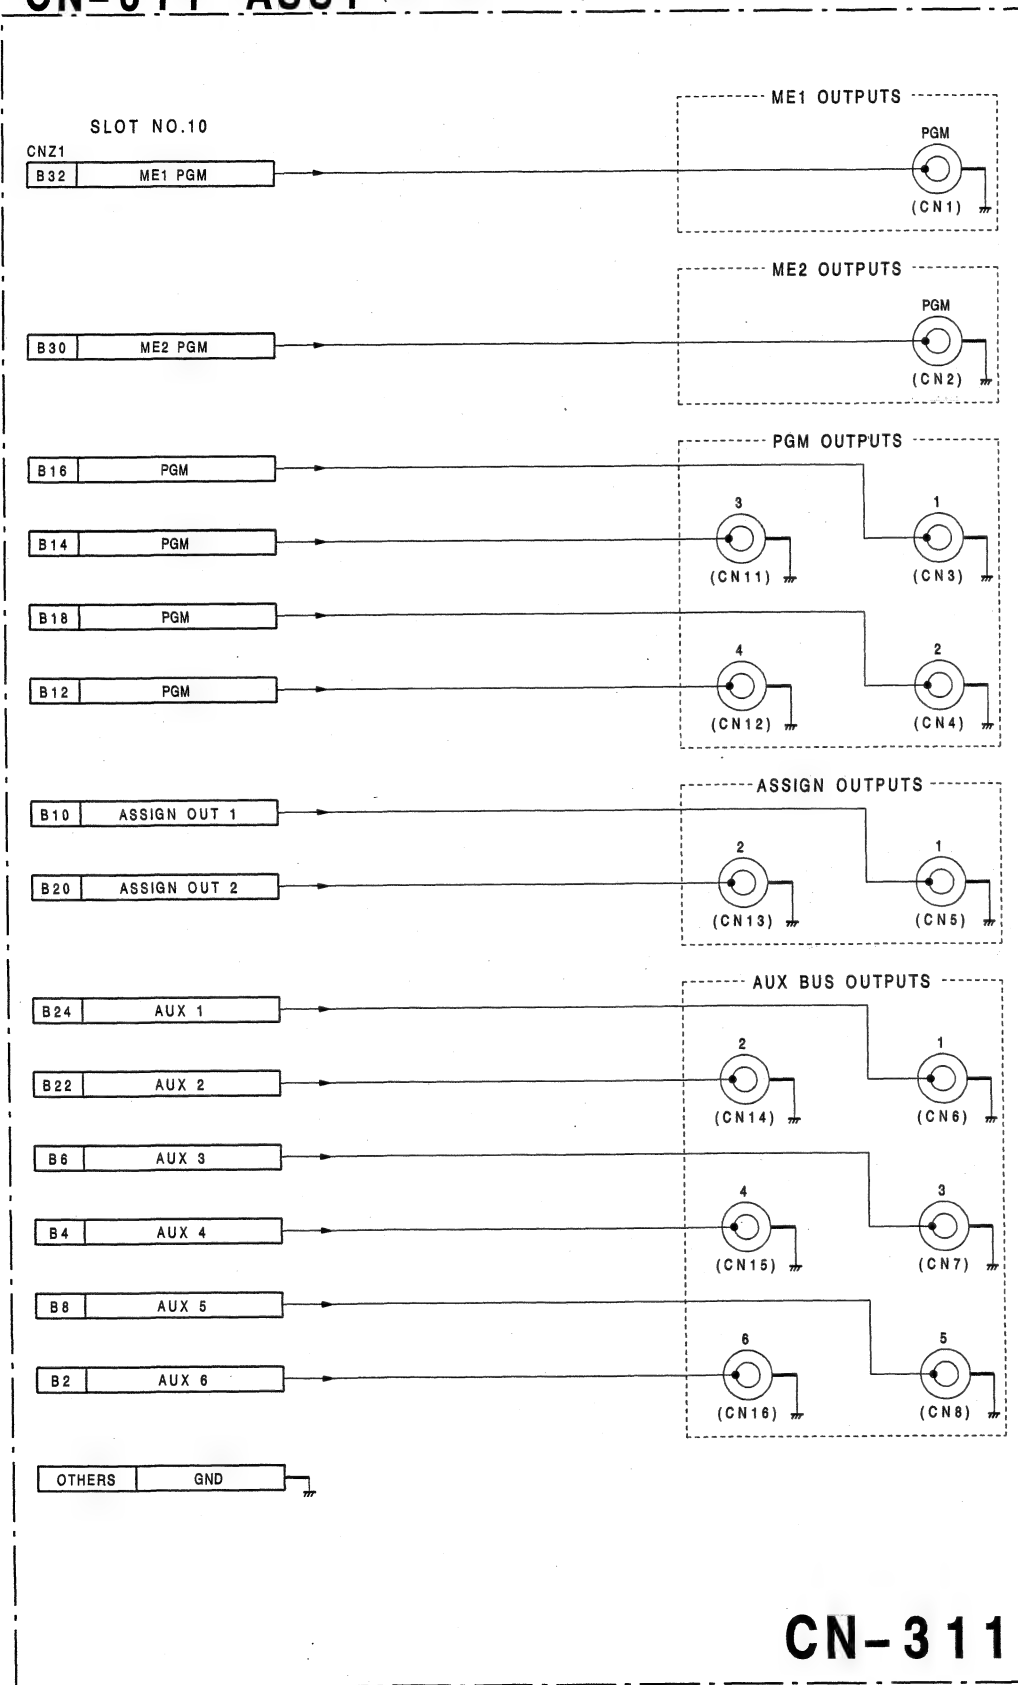 ME1 OUTPUTS
SLOT NO.10
PGM
CNZ1
B32 ME1 PGM
(CN1)
ME2 OUTPUTS
PGM
B30 ME2 PGM
(CN2)
PGM OUTPUTS
B16 PGM
3 1
B14 PGM
(CN11) (CN3)
B18 PGM
4 2
B12 PGM
(CN12) (CN4)
ASSIGN OUTPUTS
B10 ASSIGN OUT 1
2 1
B20 ASSIGN OUT 2
(CN13) (CN5)
AUX BUS OUTPUTS
B24 AUX 1
2 1
B22 AUX 2
(CN14) (CN6)
B6 AUX 3
4 3
B4 AUX 4
(CN15) (CN7)
B8 AUX 5
6 5
B2 AUX 6
(CN16) (CN8)
OTHERS GND
CN-311